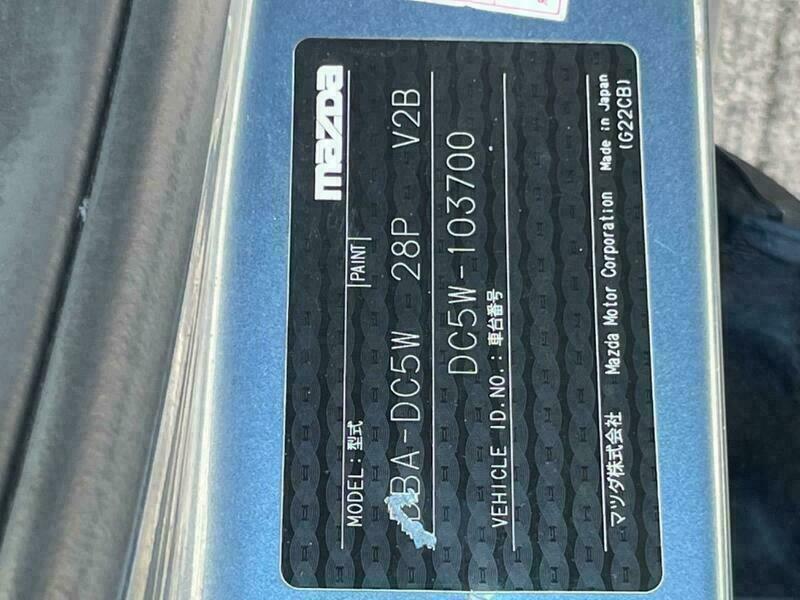 mazda
MODEL:型式 PAINT
BA-DC5W 28P V2B
DC5W-103700
VEHICLE ID.NO.:車台番号
マツダ株式会社 Mazda Motor Corporation Made in Japan
(G22CB)